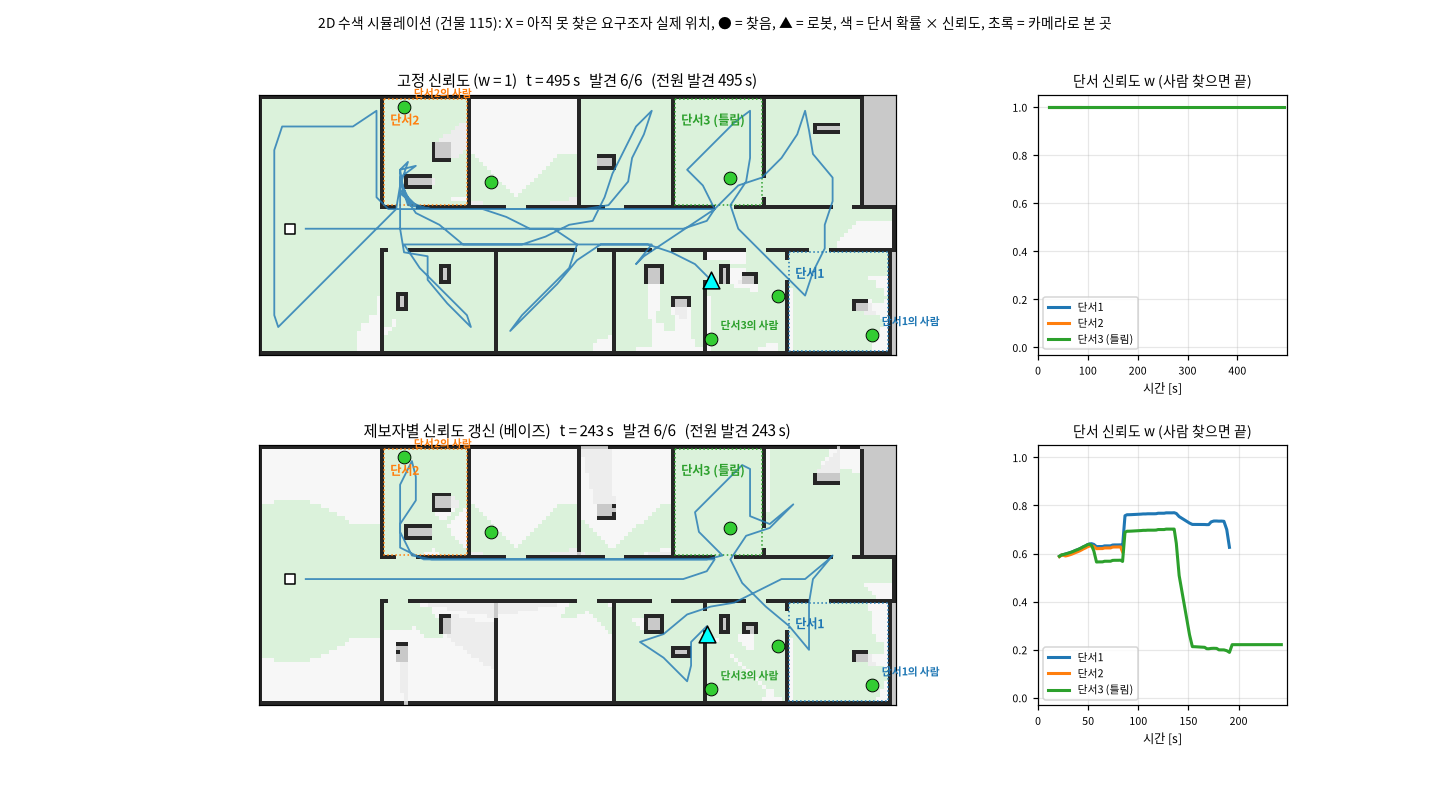 2D 수색 시뮬레이션 (건물 115): X = 아직 못 찾은 요구조자 실제 위치, ● = 찾음, ▲ = 로봇, 색 = 단서 확률 × 신뢰도, 초록 = 카메라로 본 곳
고정 신뢰도 (w = 1)   t = 495 s   발견 6/6   (전원 발견 495 s)
단서2의 사람
단서2
단서3 (틀림)
단서1
단서3의 사람
단서1의 사람
단서 신뢰도 w (사람 찾으면 끝)
1.0
0.8
0.6
0.4
0.2
0.0
단서1
단서2
단서3 (틀림)
0 100 200 300 400
시간 [s]
제보자별 신뢰도 갱신 (베이즈)   t = 243 s   발견 6/6   (전원 발견 243 s)
단서2의 사람
단서2
단서3 (틀림)
단서1
단서3의 사람
단서1의 사람
단서 신뢰도 w (사람 찾으면 끝)
1.0
0.8
0.6
0.4
0.2
0.0
단서1
단서2
단서3 (틀림)
0 50 100 150 200
시간 [s]